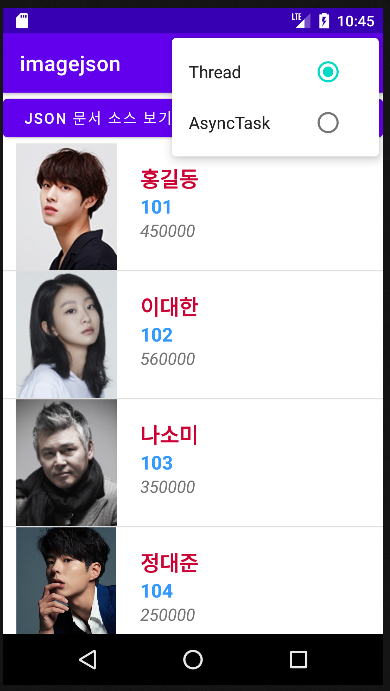 LTE 10:45
imagejson
Thread
AsyncTask
JSON 문서 소스 보기
홍길동
101
450000
이대한
102
560000
나소미
103
350000
정대준
104
250000